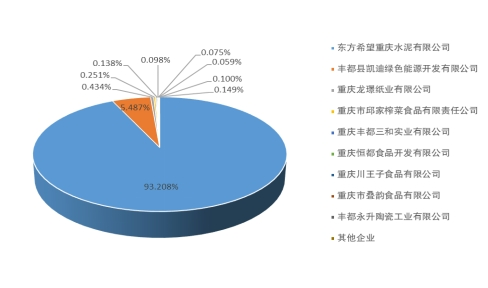 0.075%
0.098%
0.138%
0.059%
0.251%
0.100%
0.434%
0.149%
5.487%
93.208%
东方希望重庆水泥有限公司
丰都县凯迪绿色能源开发有限公司
重庆龙璟纸业有限公司
重庆市邱家榨菜食品有限责任公司
重庆丰都三和实业有限公司
重庆恒都食品开发有限公司
重庆川王子食品有限公司
重庆市叠韵食品有限公司
丰都永升陶瓷工业有限公司
其他企业